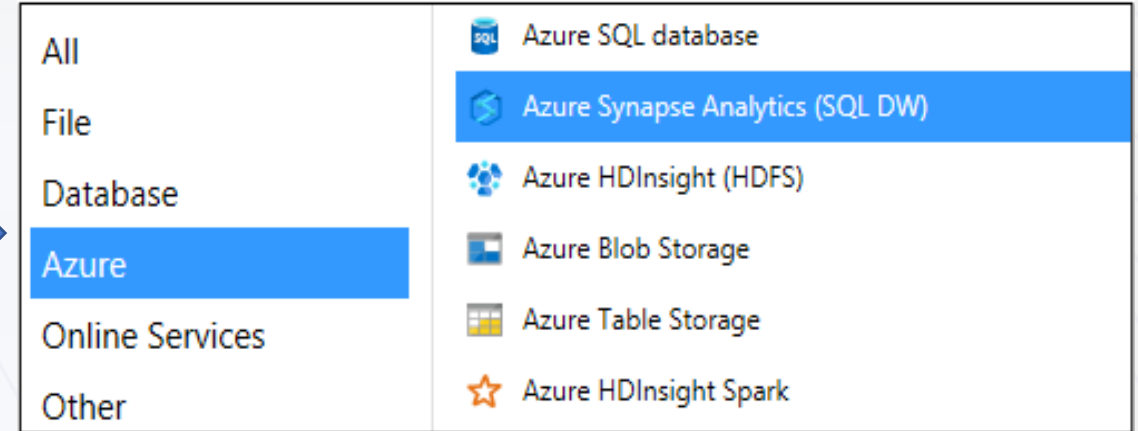 All
File
Database
Azure
Online Services
Other
SQL
Azure SQL database
Azure Synapse Analytics (SQL DW)
Azure HDInsight (HDFS)
Azure Blob Storage
Azure Table Storage
Azure HDInsight Spark